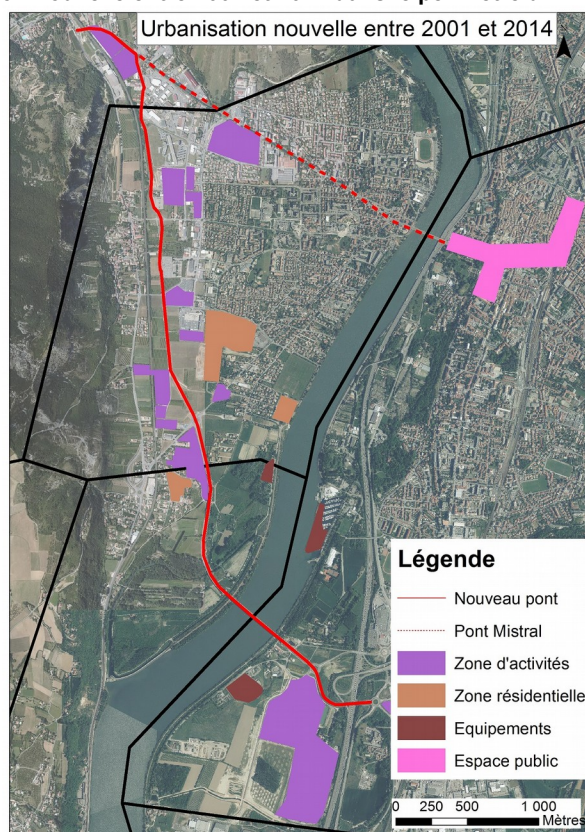 Urbanisation nouvelle entre 2001 et 2014
Légende
Nouveau pont
Pont Mistral
Zone d'activités
Zone résidentielle
Equipements
Espace public
0 250 500 1 000
Mètres